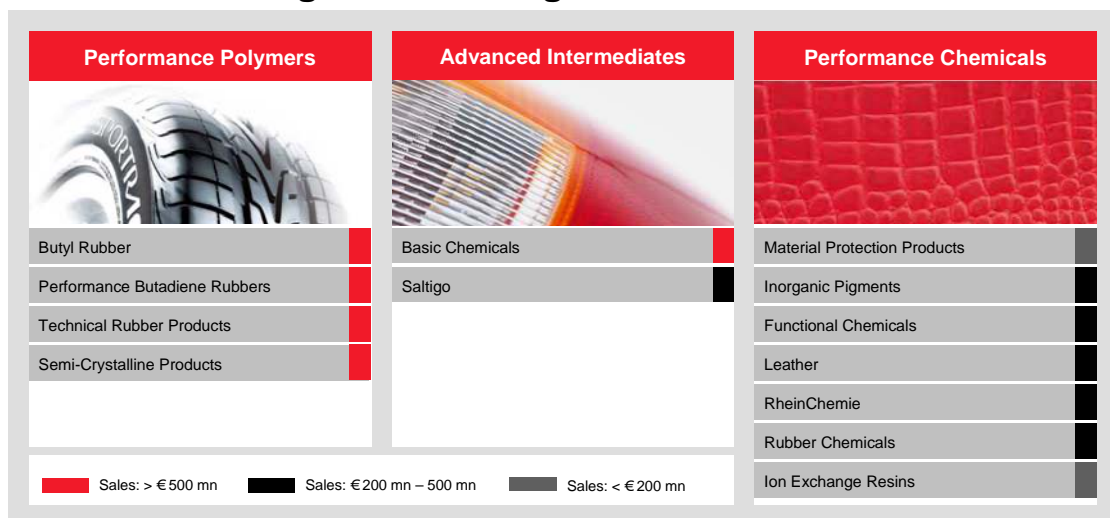 Performance Polymers
Butyl Rubber
Performance Butadiene Rubbers
Technical Rubber Products
Semi-Crystalline Products
Advanced Intermediates
Basic Chemicals
Saltigo
Performance Chemicals
Material Protection Products
Inorganic Pigments
Functional Chemicals
Leather
RheinChemie
Rubber Chemicals
Ion Exchange Resins
Sales: > € 500 mn
Sales: € 200 mn – 500 mn
Sales: < € 200 mn